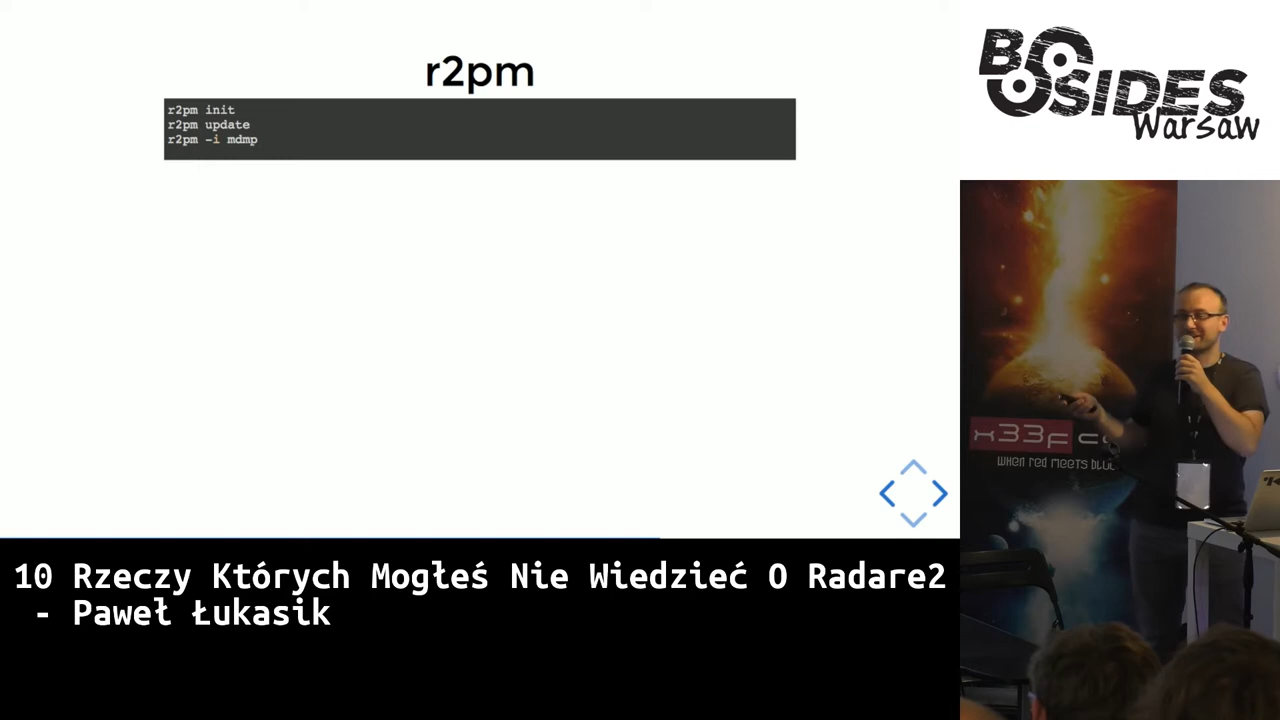 r2pm
r2pm init
r2pm update
r2pm -i mdmp
BSIDES
Warsaw
x33fc
when red meets blue
10 Rzeczy Których Mogłeś Nie Wiedzieć O Radare2
- Paweł Łukasik